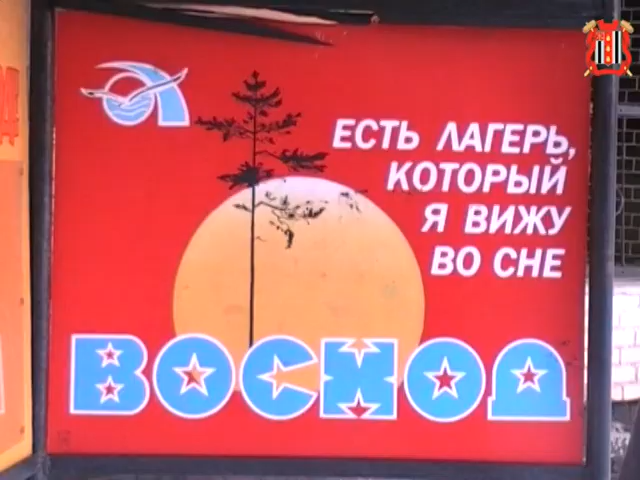 ЕСТЬ ЛАГЕРЬ,
КОТОРЫЙ
Я ВИЖУ
ВО СНЕ
ВОСХОД